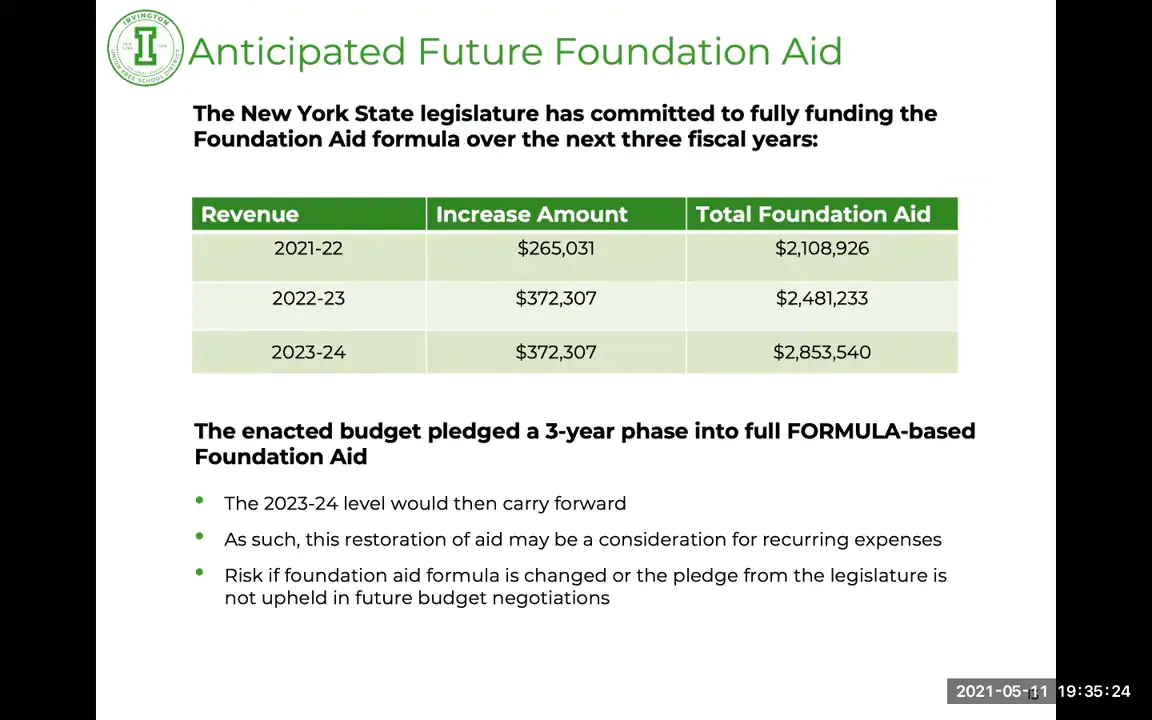 IRVINGTON
I
UNION FREE SCHOOL DISTRICT
Anticipated Future Foundation Aid
The New York State legislature has committed to fully funding the
Foundation Aid formula over the next three fiscal years:
Revenue Increase Amount Total Foundation Aid
2021-22 $265,031 $2,108,926
2022-23 $372,307 $2,481,233
2023-24 $372,307 $2,853,540
The enacted budget pledged a 3-year phase into full FORMULA-based
Foundation Aid
• The 2023-24 level would then carry forward
• As such, this restoration of aid may be a consideration for recurring expenses
• Risk if foundation aid formula is changed or the pledge from the legislature is
not upheld in future budget negotiations
2021-05-11 19:35:24